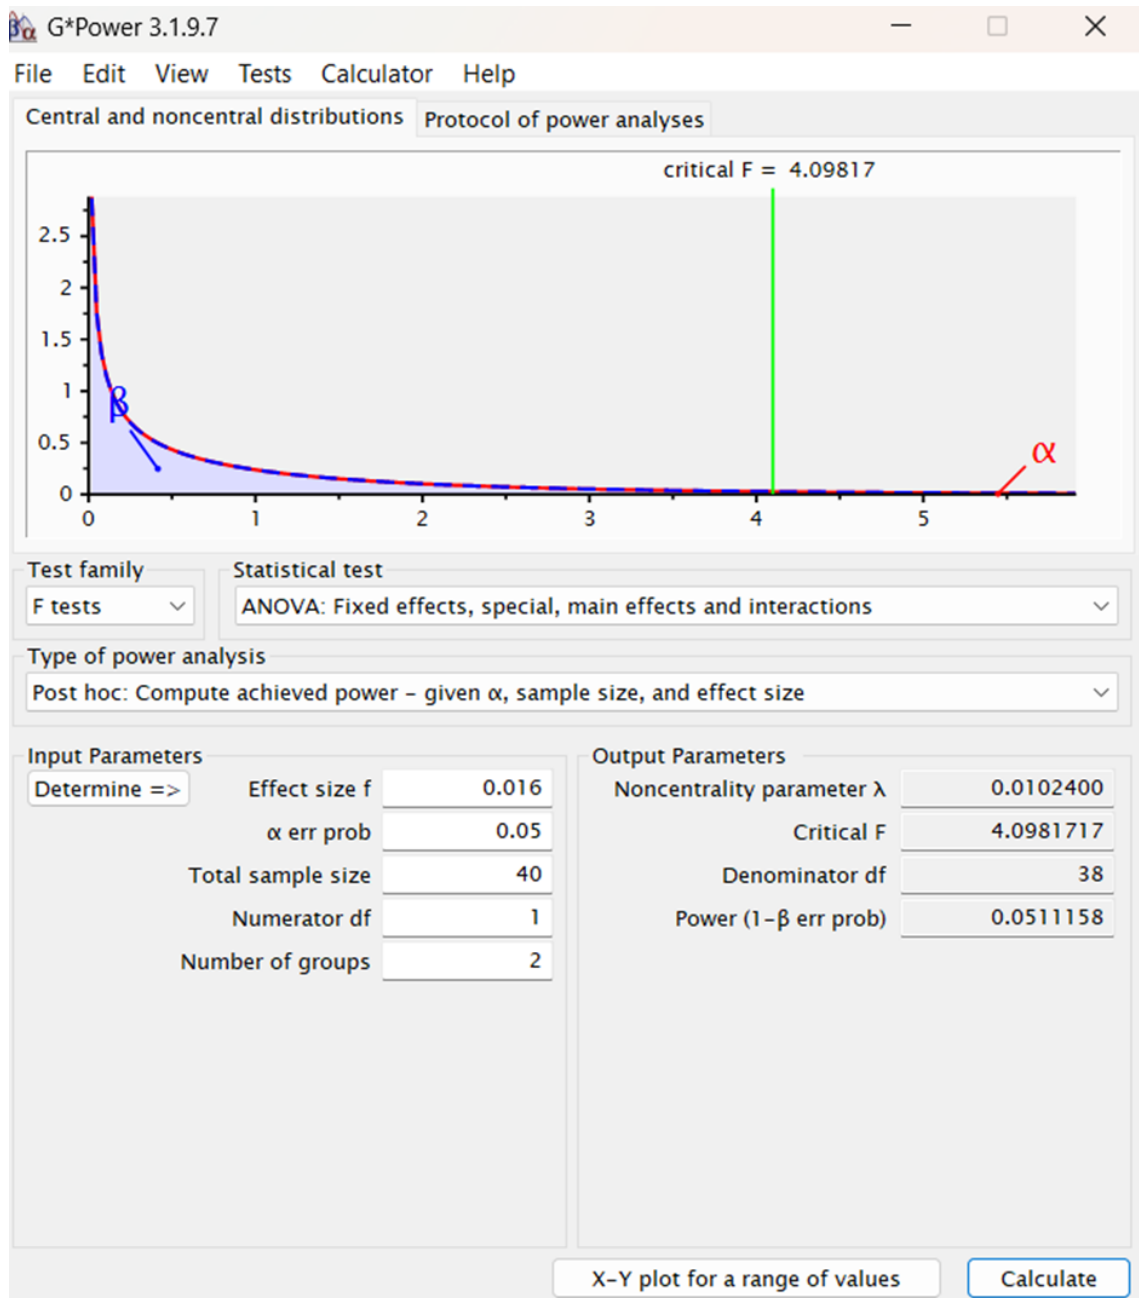 βα G*Power 3.1.9.7
File Edit View Tests Calculator Help
Central and noncentral distributions Protocol of power analyses
critical F = 4.09817
2.5
2
1.5
1
0.5
0
β
α
0 1 2 3 4 5
Test family Statistical test
F tests ANOVA: Fixed effects, special, main effects and interactions
Type of power analysis
Post hoc: Compute achieved power – given α, sample size, and effect size
Input Parameters Output Parameters
Determine => Effect size f 0.016 Noncentrality parameter λ 0.0102400
α err prob 0.05 Critical F 4.0981717
Total sample size 40 Denominator df 38
Numerator df 1 Power (1–β err prob) 0.0511158
Number of groups 2
X–Y plot for a range of values Calculate